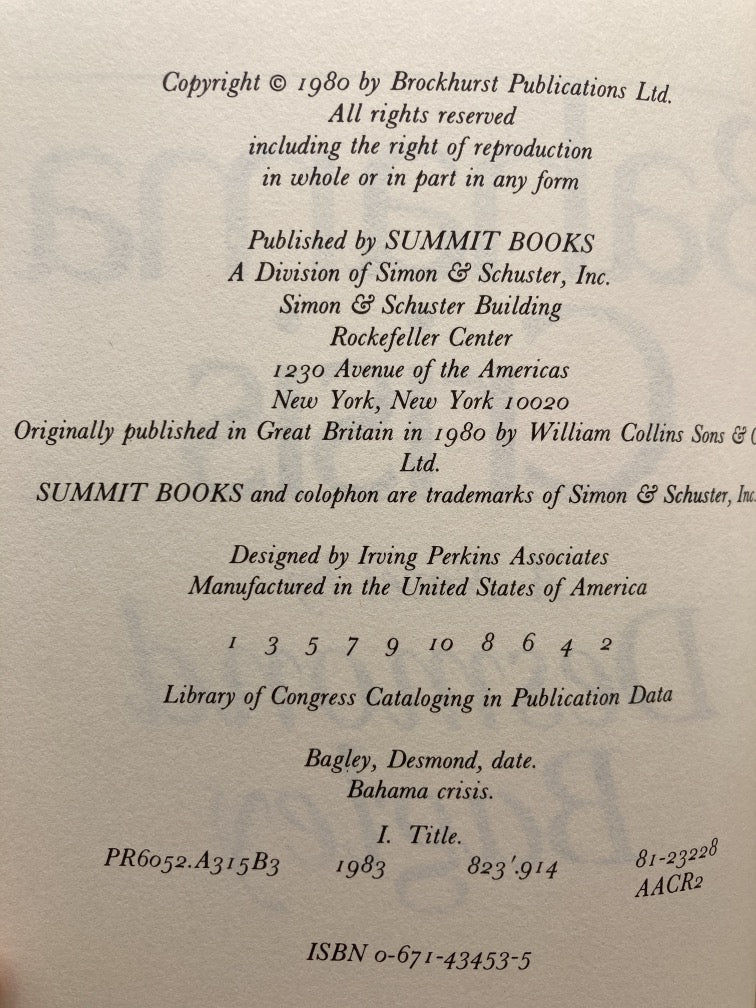 Copyright © 1980 by Brockhurst Publications Ltd.
All rights reserved
including the right of reproduction
in whole or in part in any form
Published by SUMMIT BOOKS
A Division of Simon & Schuster, Inc.
Simon & Schuster Building
Rockefeller Center
1230 Avenue of the Americas
New York, New York 10020
Originally published in Great Britain in 1980 by William Collins Sons &
Ltd.
SUMMIT BOOKS and colophon are trademarks of Simon & Schuster, Inc.
Designed by Irving Perkins Associates
Manufactured in the United States of America
1 3 5 7 9 10 8 6 4 2
Library of Congress Cataloging in Publication Data
Bagley, Desmond, date.
Bahama crisis.
I. Title.
PR6052.A315B3 1983 823'.914 81-23228
AACR2
ISBN 0-671-43453-5